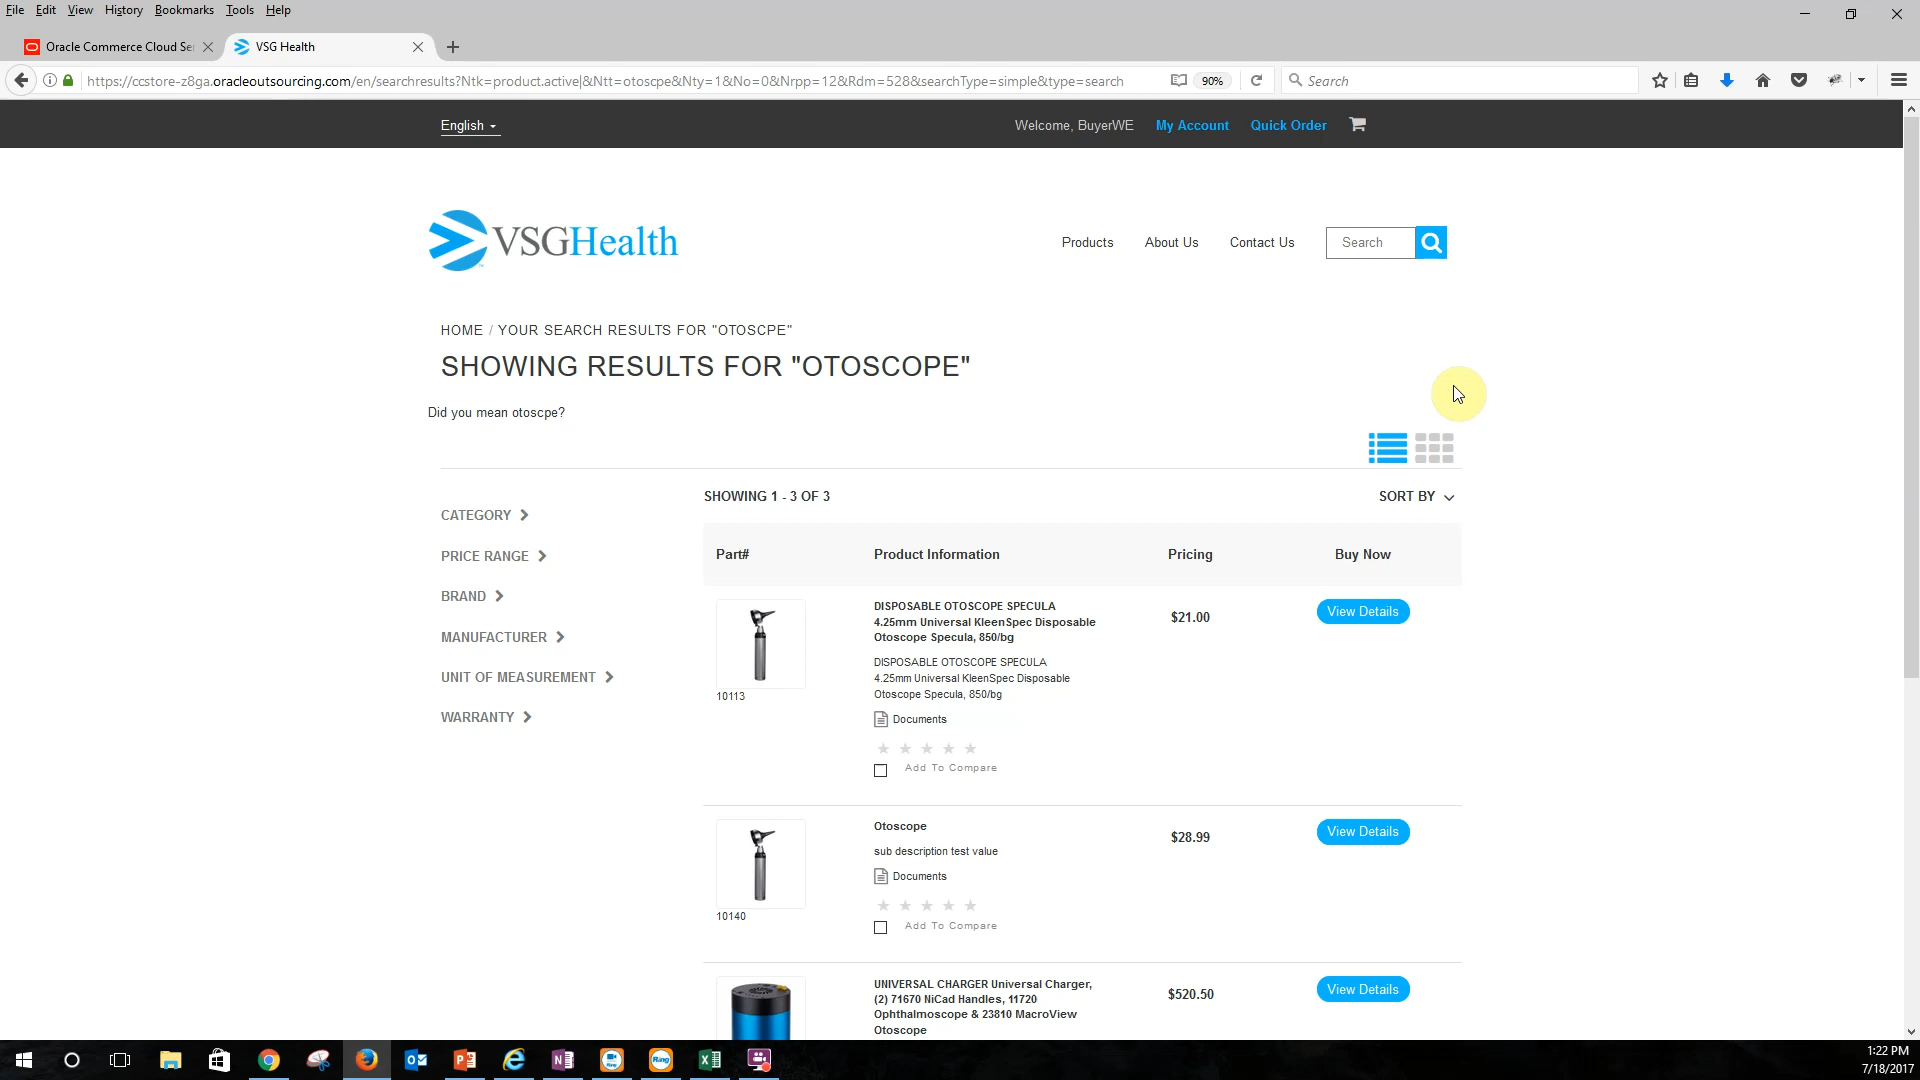 File Edit View History Bookmarks Tools Help
Oracle Commerce Cloud Se
VSG Health
https://ccstore-z8ga.oracleoutsourcing.com/en/searchresults?Ntk=product.active|&Ntt=otoscpe&Nty=1&No=0&Nrpp=12&Rdm=528&searchType=simple&type=search
90%
Search
English
Welcome, BuyerWE
My Account
Quick Order
VSGHealth
Products
About Us
Contact Us
Search
HOME / YOUR SEARCH RESULTS FOR "OTOSCPE"
SHOWING RESULTS FOR "OTOSCOPE"
Did you mean otoscpe?
SHOWING 1 - 3 OF 3
SORT BY
CATEGORY
PRICE RANGE
BRAND
MANUFACTURER
UNIT OF MEASUREMENT
WARRANTY
Part#
Product Information
Pricing
Buy Now
DISPOSABLE OTOSCOPE SPECULA
4.25mm Universal KleenSpec Disposable
Otoscope Specula, 850/bg
$21.00
View Details
DISPOSABLE OTOSCOPE SPECULA
4.25mm Universal KleenSpec Disposable
Otoscope Specula, 850/bg
10113
Documents
Add To Compare
Otoscope
$28.99
View Details
sub description test value
Documents
10140
Add To Compare
UNIVERSAL CHARGER Universal Charger,
(2) 71670 NiCad Handles, 11720
Ophthalmoscope & 23810 MacroView
Otoscope
$520.50
View Details
Ring
1:22 PM
7/18/2017